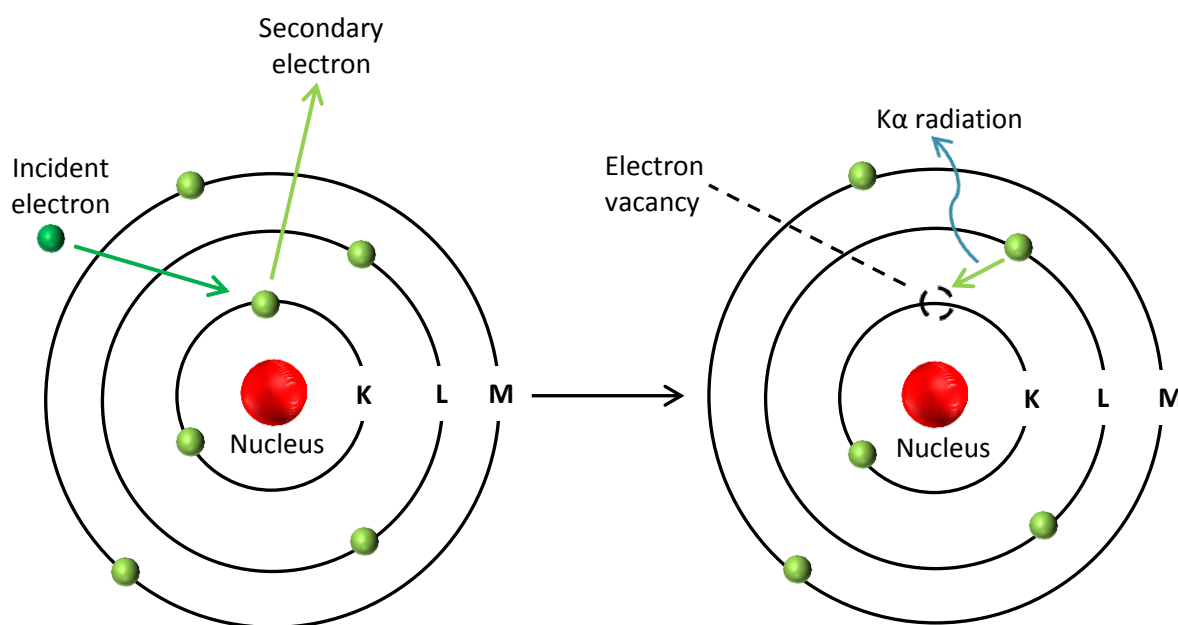 Secondary
electron
Incident
electron
K L M
Nucleus
Kα radiation
Electron
vacancy
K L M
Nucleus